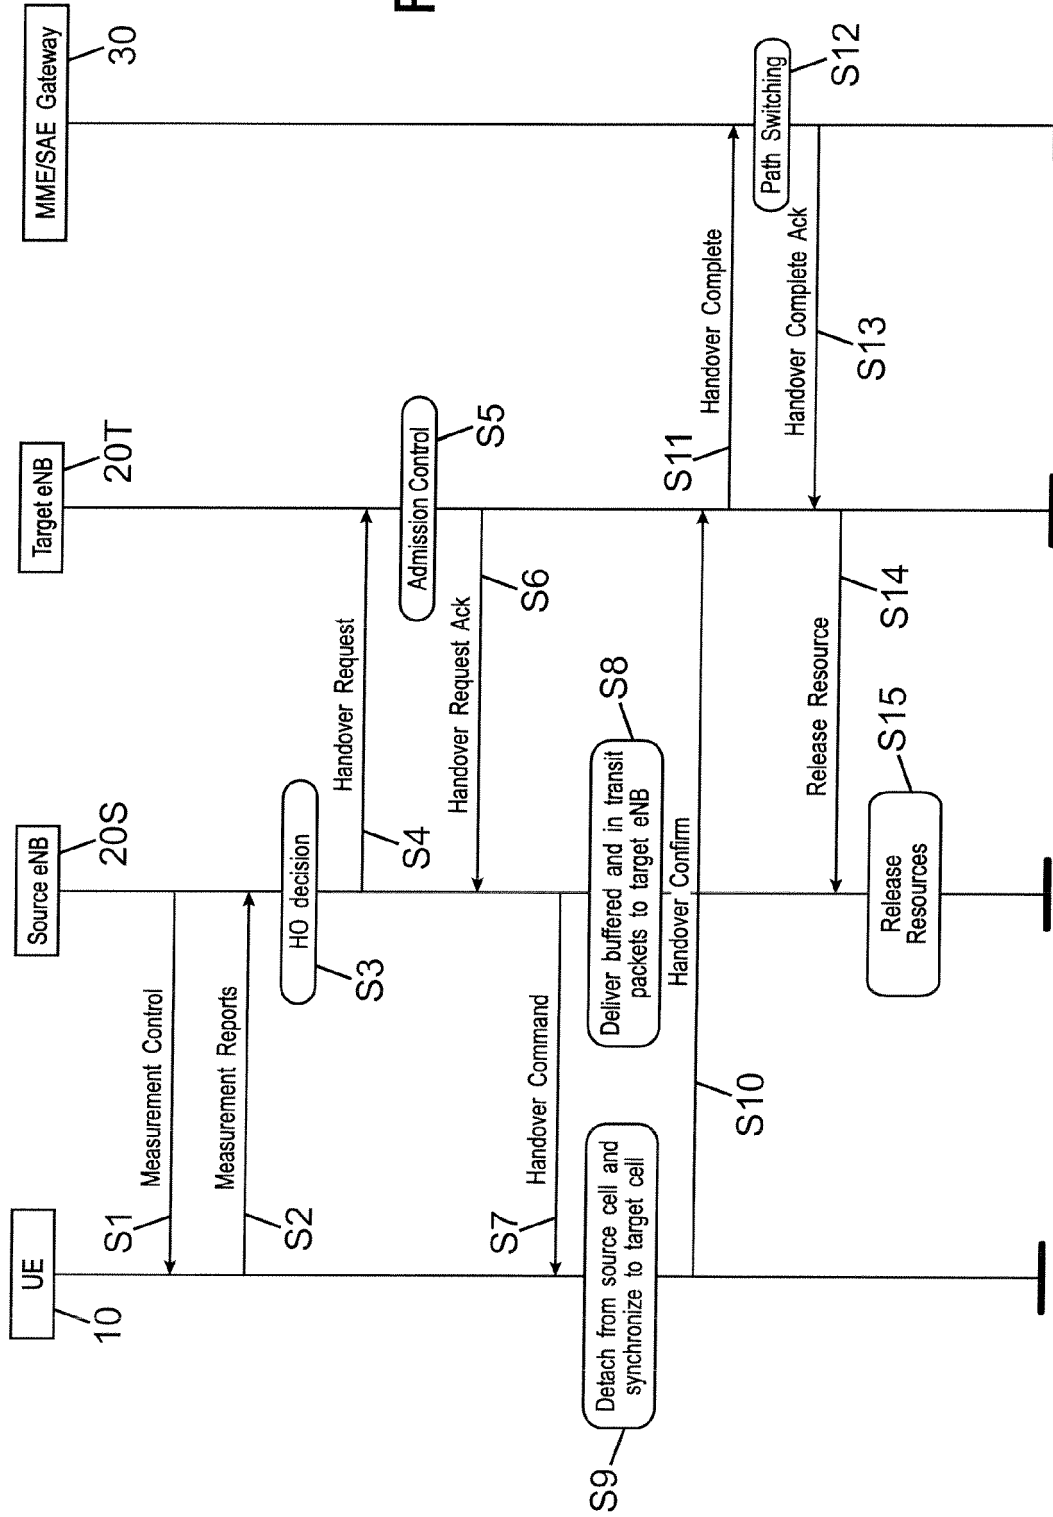 UE
10
Source eNB
20S
Target eNB
20T
MME/SAE Gateway
30
S1
Measurement Control
Measurement Reports
S2
HO decision
S3
Handover Request
S4
Admission Control
S5
Handover Request Ack
S6
S7
Handover Command
S9
Detach from source cell and
synchronize to target cell
Deliver buffered and in transit
packets to target eNB
S8
Handover Confirm
S10
S11
Handover Complete
Path Switching
S12
Handover Complete Ack
S13
Release Resource
S14
Release
Resources
S15